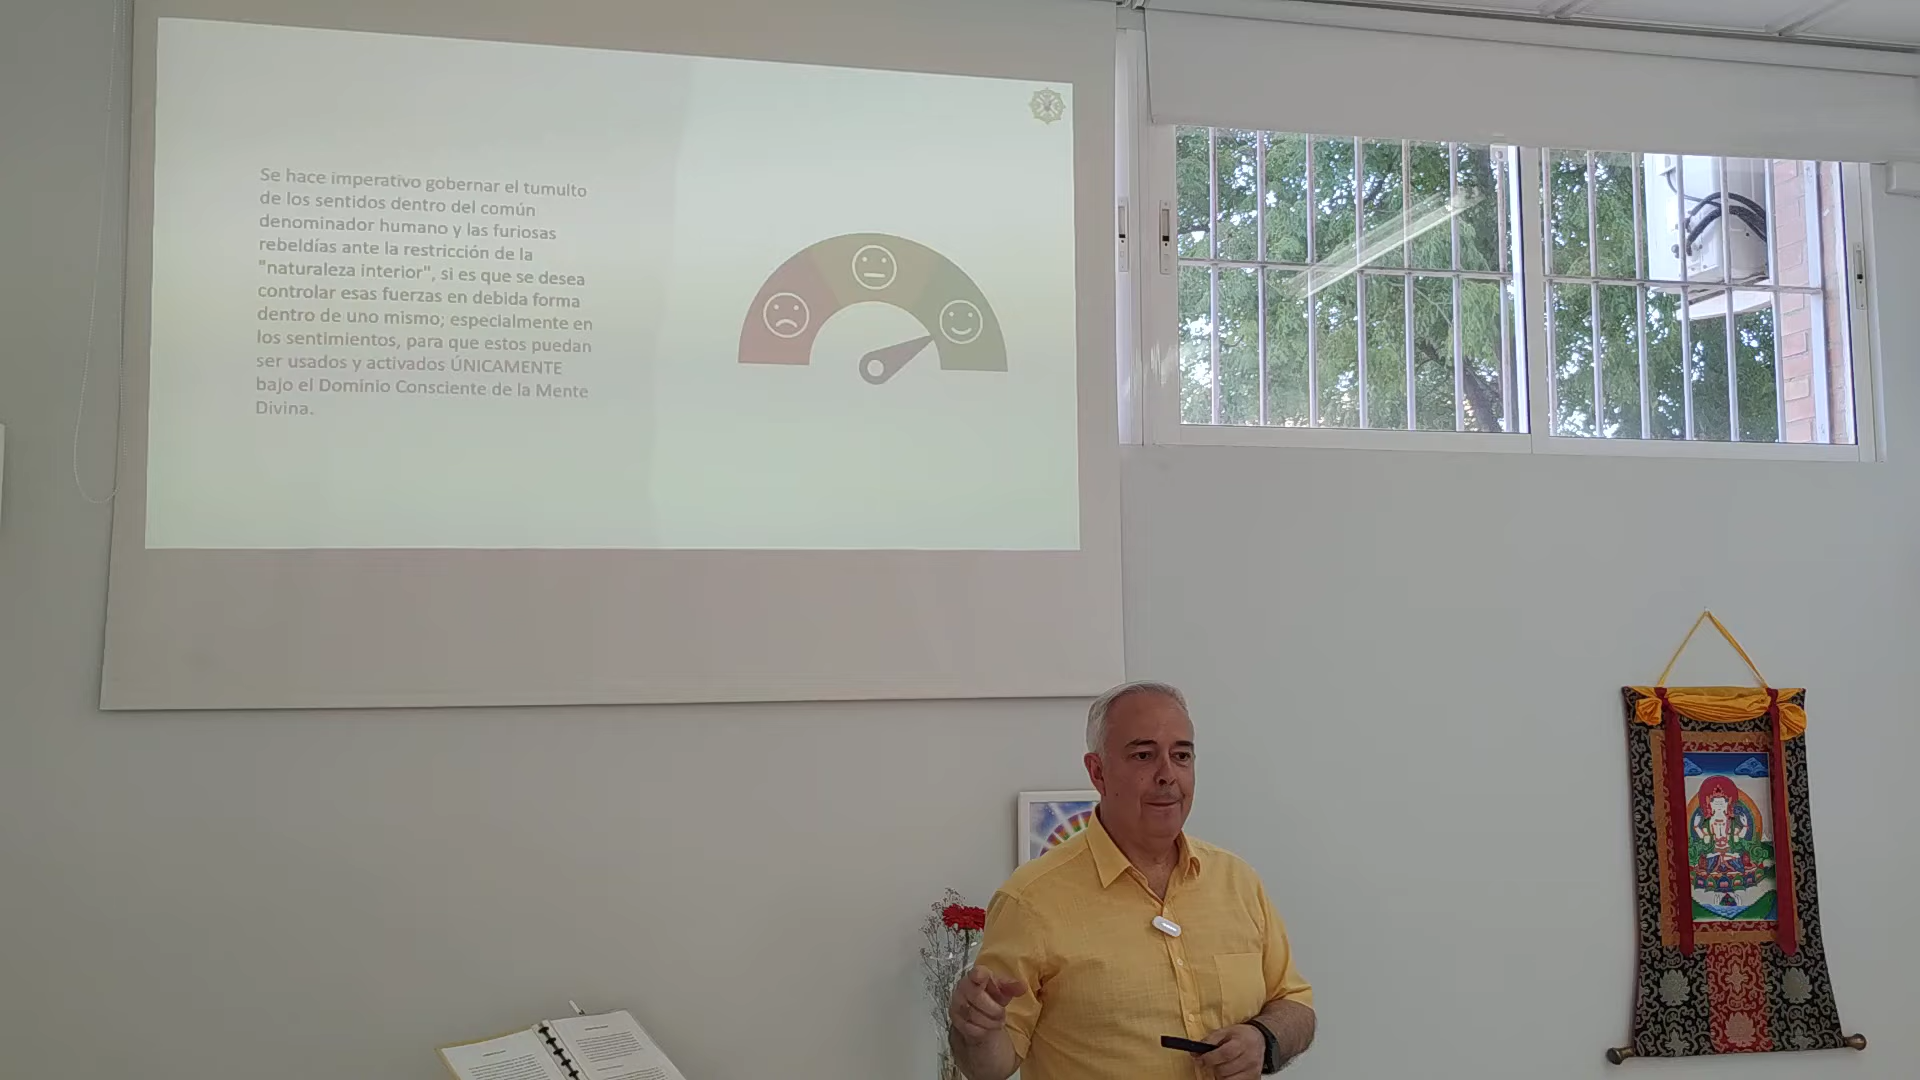 Se hace imperativo gobernar el tumulto
de los sentidos dentro del común
denominador humano y las furiosas
rebeldías ante la restricción de la
"naturaleza interior", si es que se desea
controlar esas fuerzas en debida forma
dentro de uno mismo; especialmente en
los sentimientos, para que estos puedan
ser usados y activados ÚNICAMENTE
bajo el Dominio Consciente de la Mente
Divina.